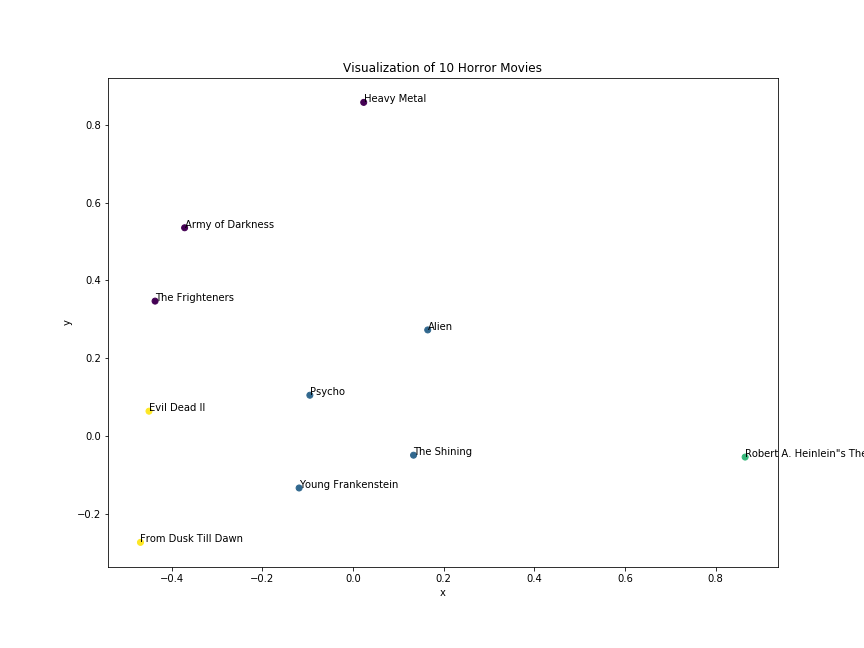 Visualization of 10 Horror Movies
Heavy Metal
0.8
0.6
Army of Darkness
0.4
The Frighteners
y
Alien
0.2
Psycho
Evil Dead II
0.0
The Shining
Robert A. Heinlein"s The
Young Frankenstein
−0.2
From Dusk Till Dawn
−0.4 −0.2 0.0 0.2 0.4 0.6 0.8
x